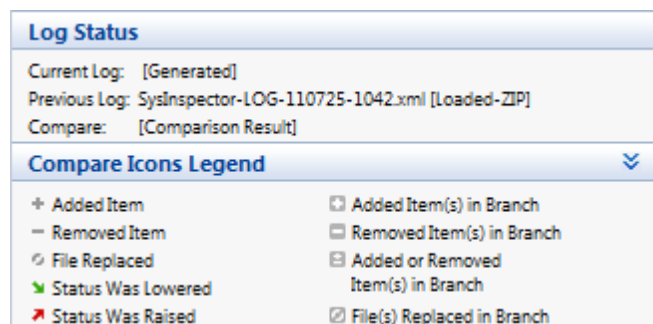 Log Status
Current Log: [Generated]
Previous Log: SysInspector-LOG-110725-1042.xml [Loaded-ZIP]
Compare: [Comparison Result]
Compare Icons Legend
Added Item
Removed Item
File Replaced
Status Was Lowered
Status Was Raised
Added Item(s) in Branch
Removed Item(s) in Branch
Added or Removed
Item(s) in Branch
File(s) Replaced in Branch